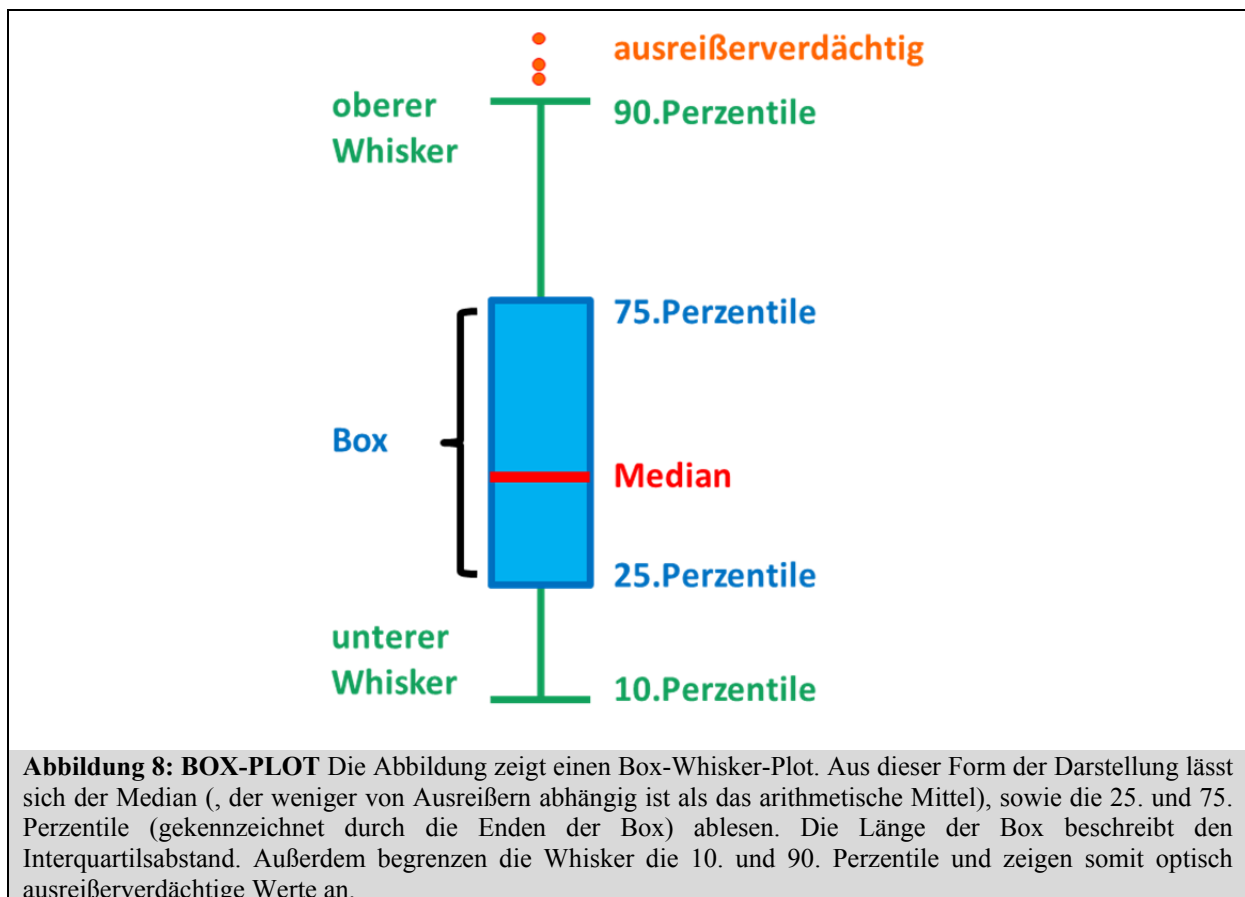 ausreißerverdächtig
oberer
Whisker
90.Perzentile
75.Perzentile
Box
Median
25.Perzentile
unterer
Whisker
10.Perzentile
Abbildung 8: BOX-PLOT Die Abbildung zeigt einen Box-Whisker-Plot. Aus dieser Form der Darstellung lässt
sich der Median (, der weniger von Ausreißern abhängig ist als das arithmetische Mittel), sowie die 25. und 75.
Perzentile (gekennzeichnet durch die Enden der Box) ablesen. Die Länge der Box beschreibt den
Interquartilsabstand. Außerdem begrenzen die Whisker die 10. und 90. Perzentile und zeigen somit optisch
ausreißerverdächtige Werte an.